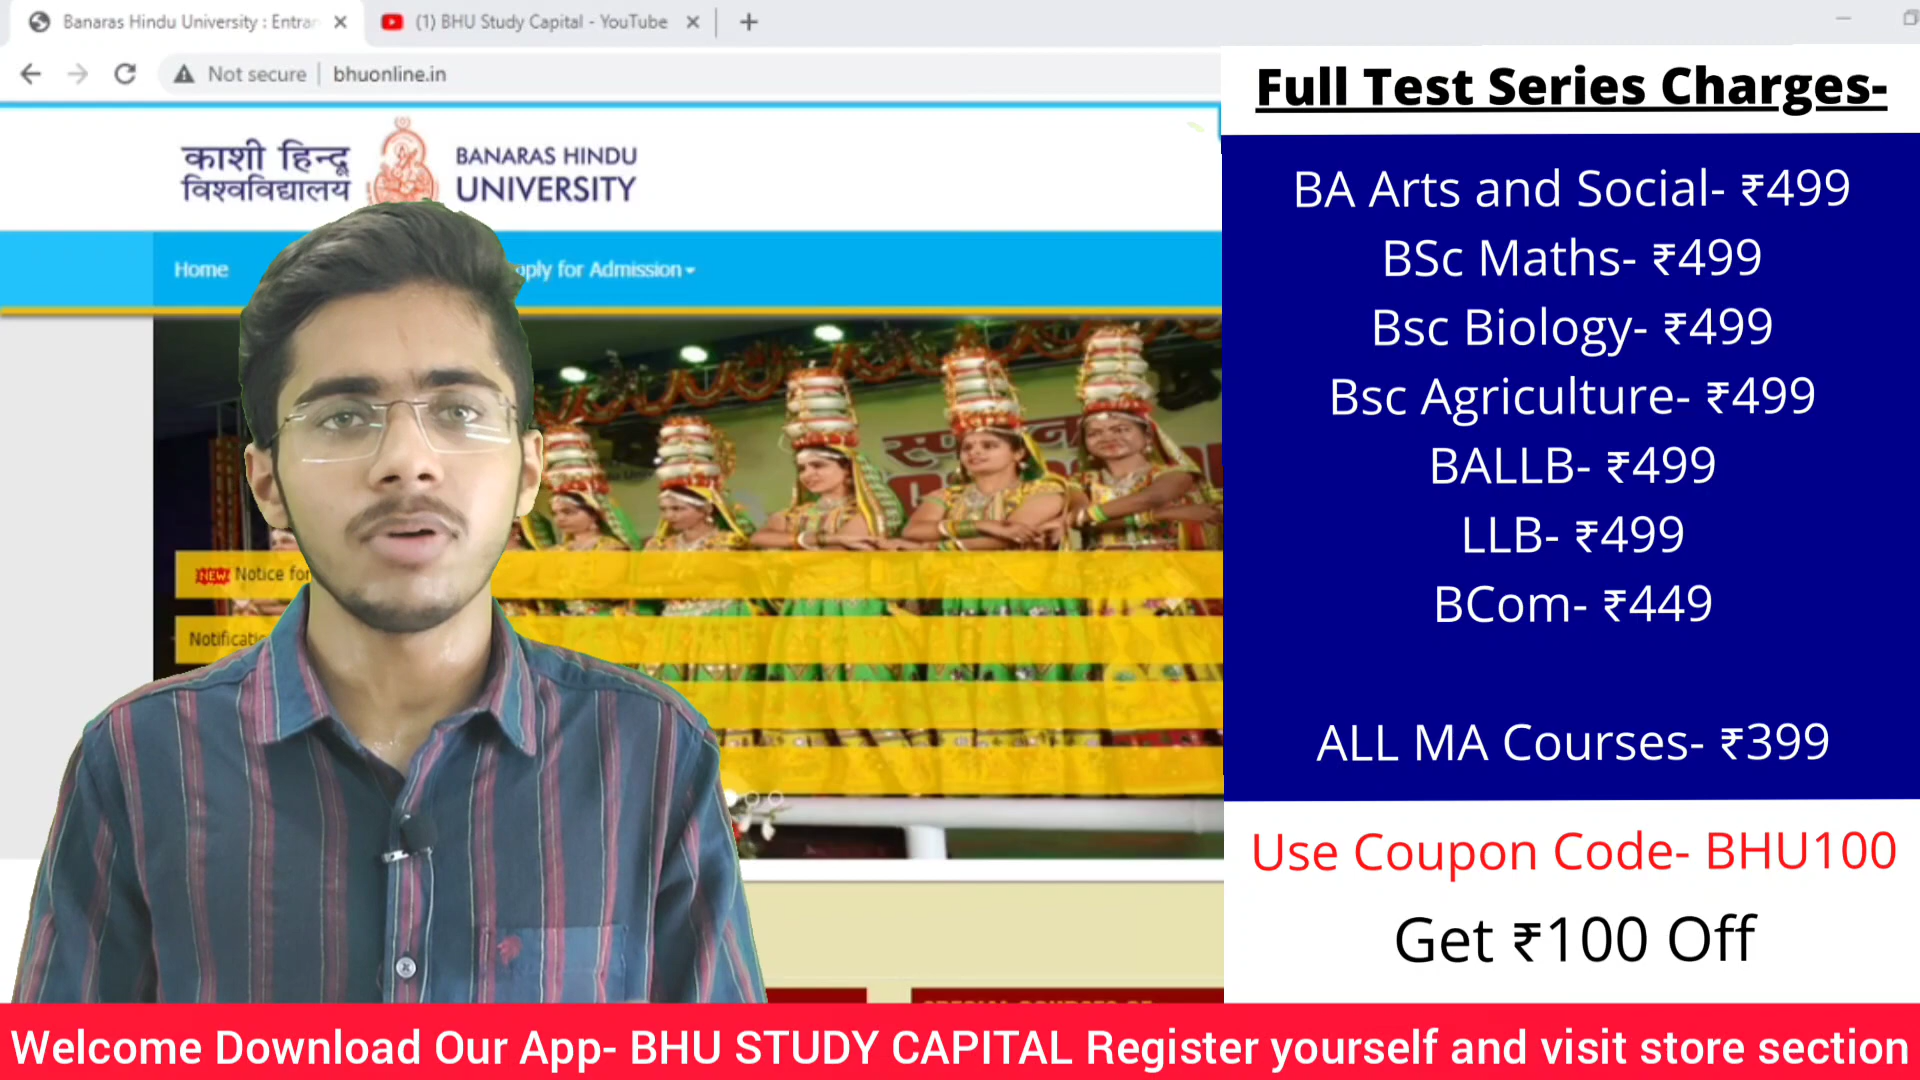 Banaras Hindu University : Entran
(1) BHU Study Capital - YouTube
Not secure
bhuonline.in
काशी हिन्दू
विश्वविद्यालय
BANARAS HINDU
UNIVERSITY
Home
pply for Admission
NEW Notice for
Notificatio
Full Test Series Charges-
BA Arts and Social- ₹499
BSc Maths- ₹499
Bsc Biology- ₹499
Bsc Agriculture- ₹499
BALLB- ₹499
LLB- ₹499
BCom- ₹449
ALL MA Courses- ₹399
Use Coupon Code- BHU100
Get ₹100 Off
Welcome Download Our App- BHU STUDY CAPITAL Register yourself and visit store section